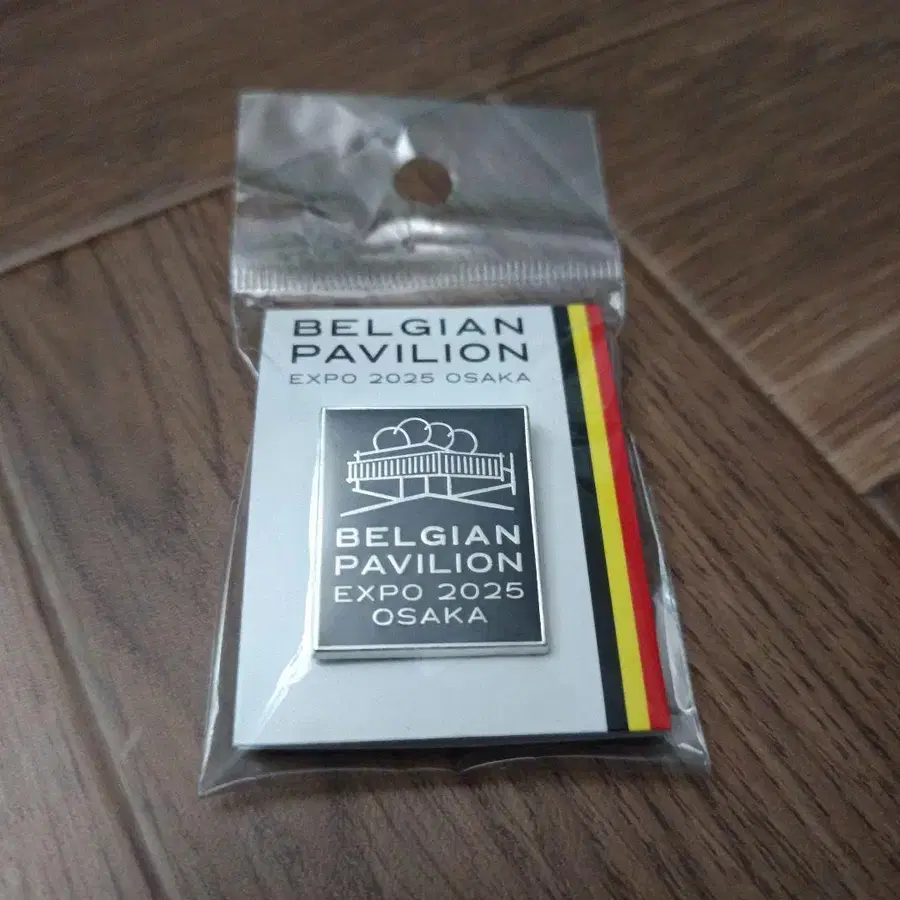 BELGIAN
PAVILION
EXPO 2025 OSAKA
BELGIAN
PAVILION
EXPO 2025
OSAKA